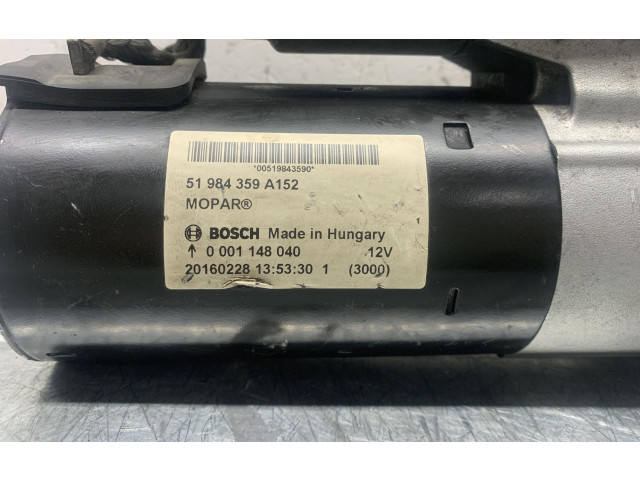 *00519843590*
51 984 359 A152
MOPAR®
1
BOSCH Made in Hungary
↑ 0 001 148 040 12V
20160228 13:53:30 1 (3000)